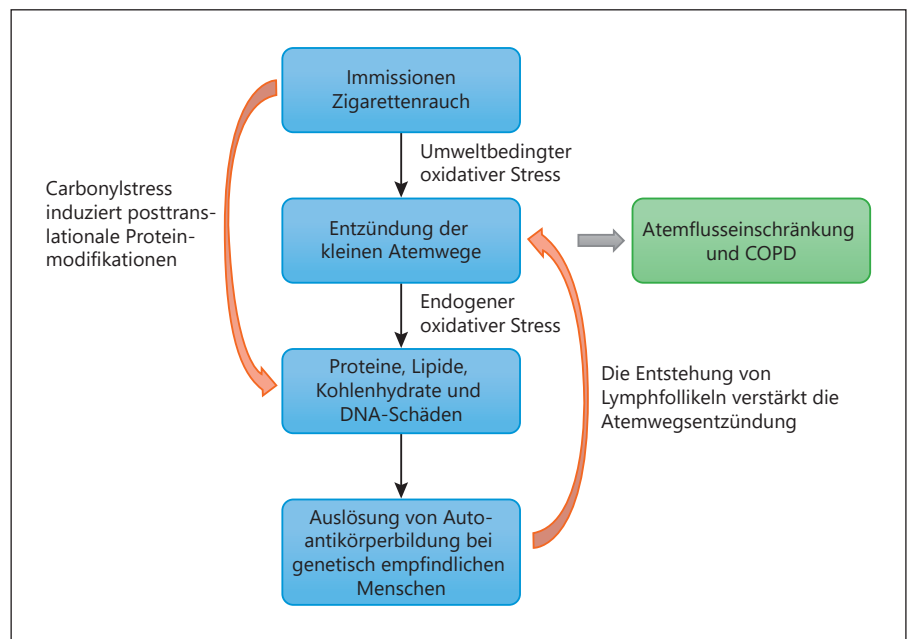 Immissionen
Zigarettenrauch
Umweltbedingter
oxidativer Stress
Carbonylstress
induziert posttrans-
lationale Protein-
modifikationen
Entzündung der
kleinen Atemwege
Atemflusseinschränkung
und COPD
Endogener
oxidativer Stress
Proteine, Lipide,
Kohlenhydrate und
DNA-Schäden
Die Entstehung von
Lymphfollikeln verstärkt die
Atemwegsentzündung
Auslösung von Auto-
antikörperbildung bei
genetisch empfindlichen
Menschen